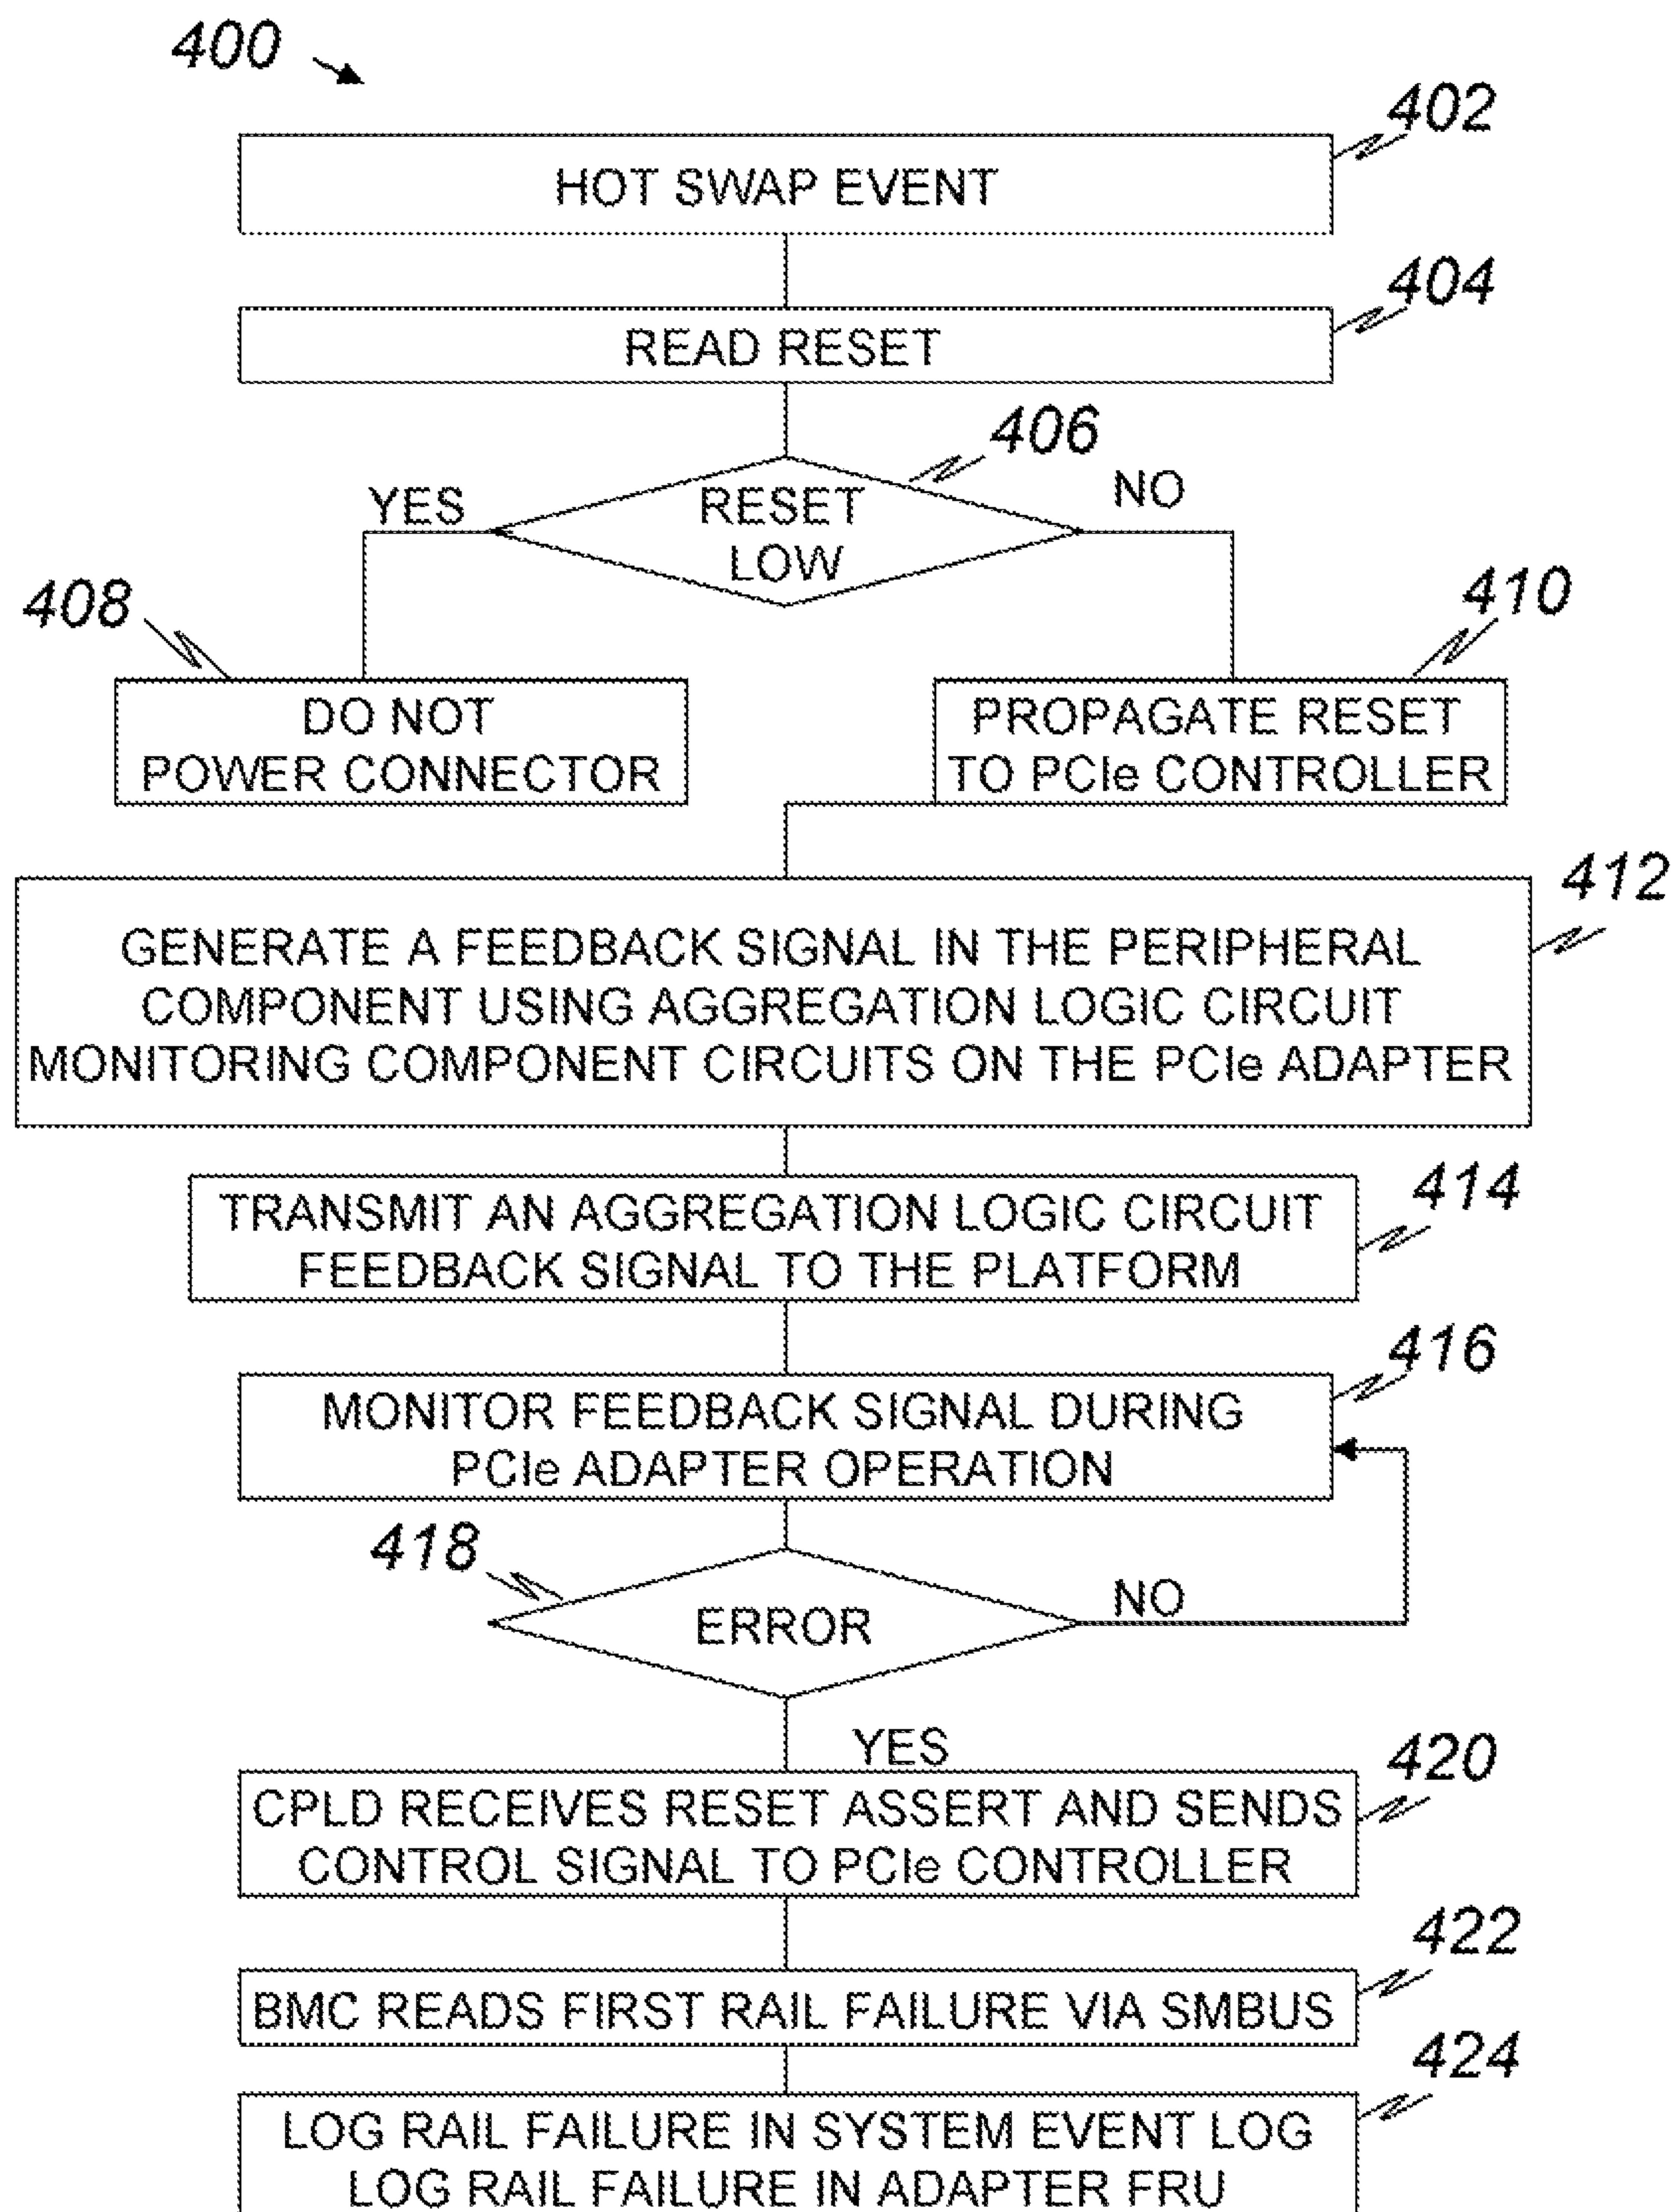 400
402
HOT SWAP EVENT
404
READ RESET
406
YES
RESET
LOW
NO
408
410
DO NOT
POWER CONNECTOR
PROPAGATE RESET
TO PCIe CONTROLLER
412
GENERATE A FEEDBACK SIGNAL IN THE PERIPHERAL
COMPONENT USING AGGREGATION LOGIC CIRCUIT
MONITORING COMPONENT CIRCUITS ON THE PCIe ADAPTER
414
TRANSMIT AN AGGREGATION LOGIC CIRCUIT
FEEDBACK SIGNAL TO THE PLATFORM
416
MONITOR FEEDBACK SIGNAL DURING
PCIe ADAPTER OPERATION
418
ERROR
NO
YES
420
CPLD RECEIVES RESET ASSERT AND SENDS
CONTROL SIGNAL TO PCIe CONTROLLER
422
BMC READS FIRST RAIL FAILURE VIA SMBUS
424
LOG RAIL FAILURE IN SYSTEM EVENT LOG
LOG RAIL FAILURE IN ADAPTER FRU